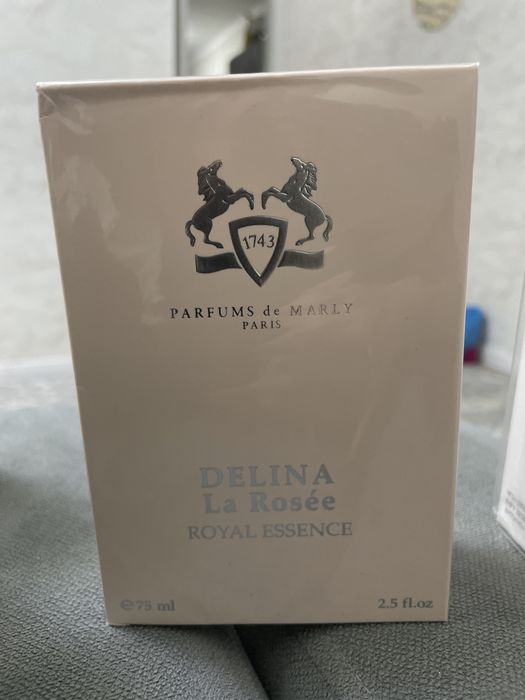 1743
PARFUMS de MARLY
PARIS
DELINA
La Rosée
ROYAL ESSENCE
℮75 ml
2.5 fl.oz